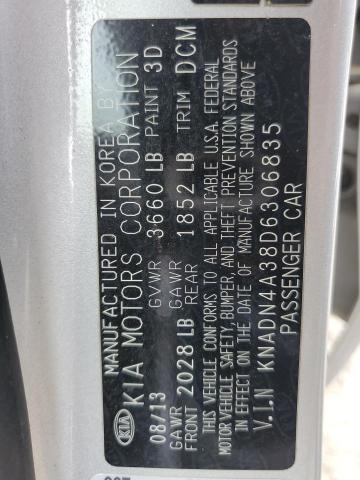 MANUFACTURED IN KOREA BY
KIA KIA MOTORS CORPORATION
08/13 GVWR 3660 LB PAINT 3D
GAWR FRONT 2028 LB GAWR REAR 1852 LB TRIM DCM
THIS VEHICLE CONFORMS TO ALL APPLICABLE U.S.A. FEDERAL
MOTOR VEHICLE SAFETY, BUMPER, AND THEFT PREVENTION STANDARDS
IN EFFECT ON THE DATE OF MANUFACTURE SHOWN ABOVE
V.I.N KNADN4A38D6306835
PASSENGER CAR